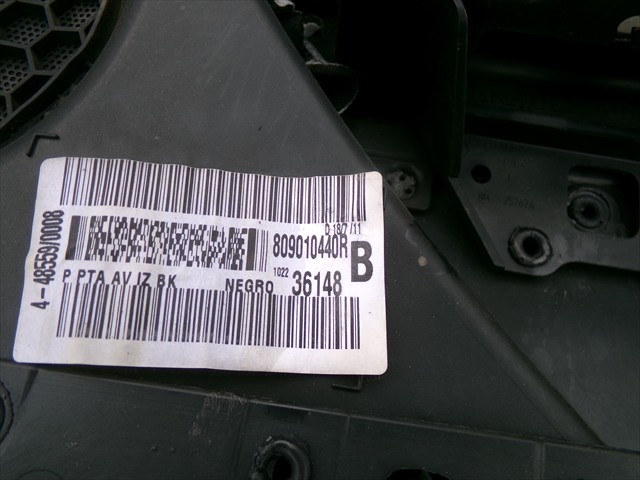 4-48559/0008
D 18/7 /11
809010440R
P PTA AV IZ BK NEGRO
1022 36148
B